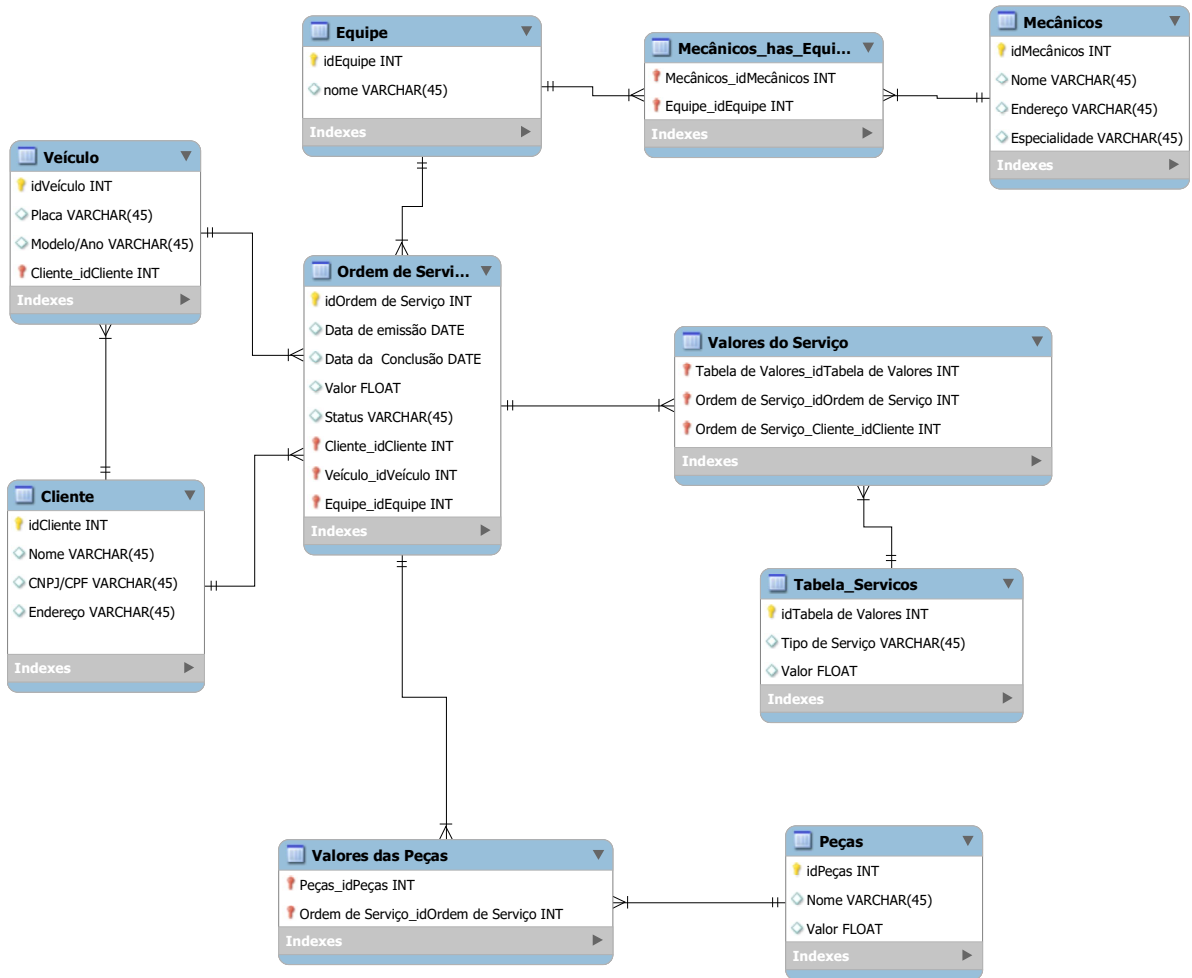 Equipe
idEquipe INT
nome VARCHAR(45)
Indexes
Mecânicos_has_Equi...
Mecânicos_idMecânicos INT
Equipe_idEquipe INT
Indexes
Mecânicos
idMecânicos INT
Nome VARCHAR(45)
Endereço VARCHAR(45)
Especialidade VARCHAR(45)
Indexes
Veículo
idVeículo INT
Placa VARCHAR(45)
Modelo/Ano VARCHAR(45)
Cliente_idCliente INT
Indexes
Ordem de Servi...
idOrdem de Serviço INT
Data de emissão DATE
Data da  Conclusão DATE
Valor FLOAT
Status VARCHAR(45)
Cliente_idCliente INT
Veículo_idVeículo INT
Equipe_idEquipe INT
Indexes
Valores do Serviço
Tabela de Valores_idTabela de Valores INT
Ordem de Serviço_idOrdem de Serviço INT
Ordem de Serviço_Cliente_idCliente INT
Indexes
Cliente
idCliente INT
Nome VARCHAR(45)
CNPJ/CPF VARCHAR(45)
Endereço VARCHAR(45)
Indexes
Tabela_Servicos
idTabela de Valores INT
Tipo de Serviço VARCHAR(45)
Valor FLOAT
Indexes
Valores das Peças
Peças_idPeças INT
Ordem de Serviço_idOrdem de Serviço INT
Indexes
Peças
idPeças INT
Nome VARCHAR(45)
Valor FLOAT
Indexes